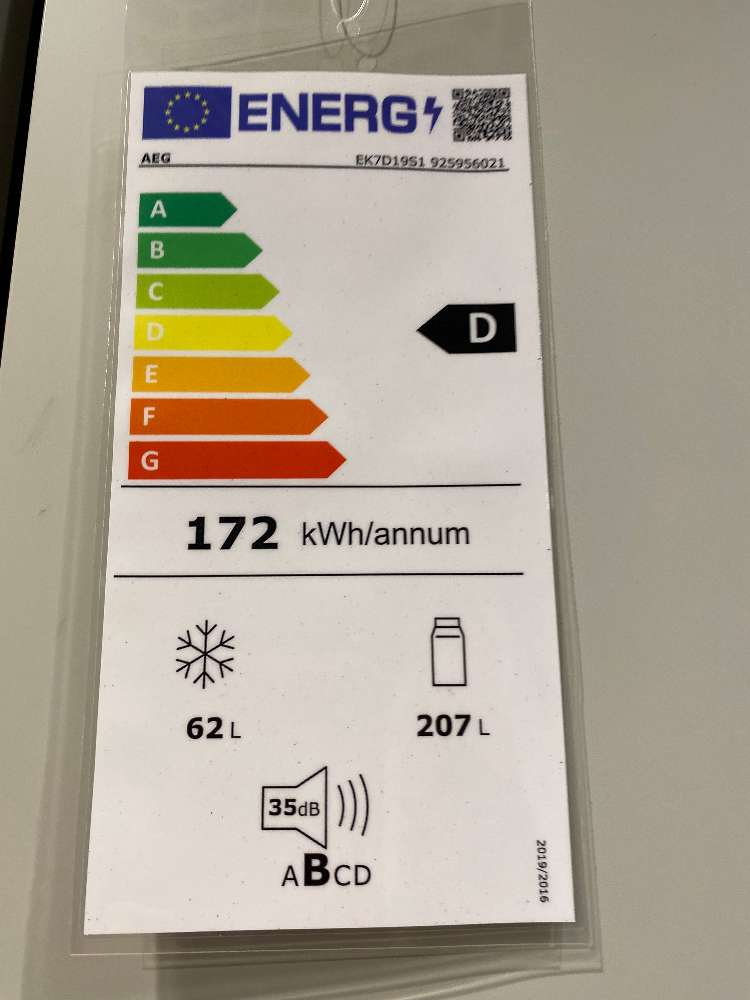 ENERG
AEG EK7D19S1 925956021
A
B
C
D
D
E
F
G
172 kWh/annum
62 L 207 L
35dB
ABCD
2019/2016